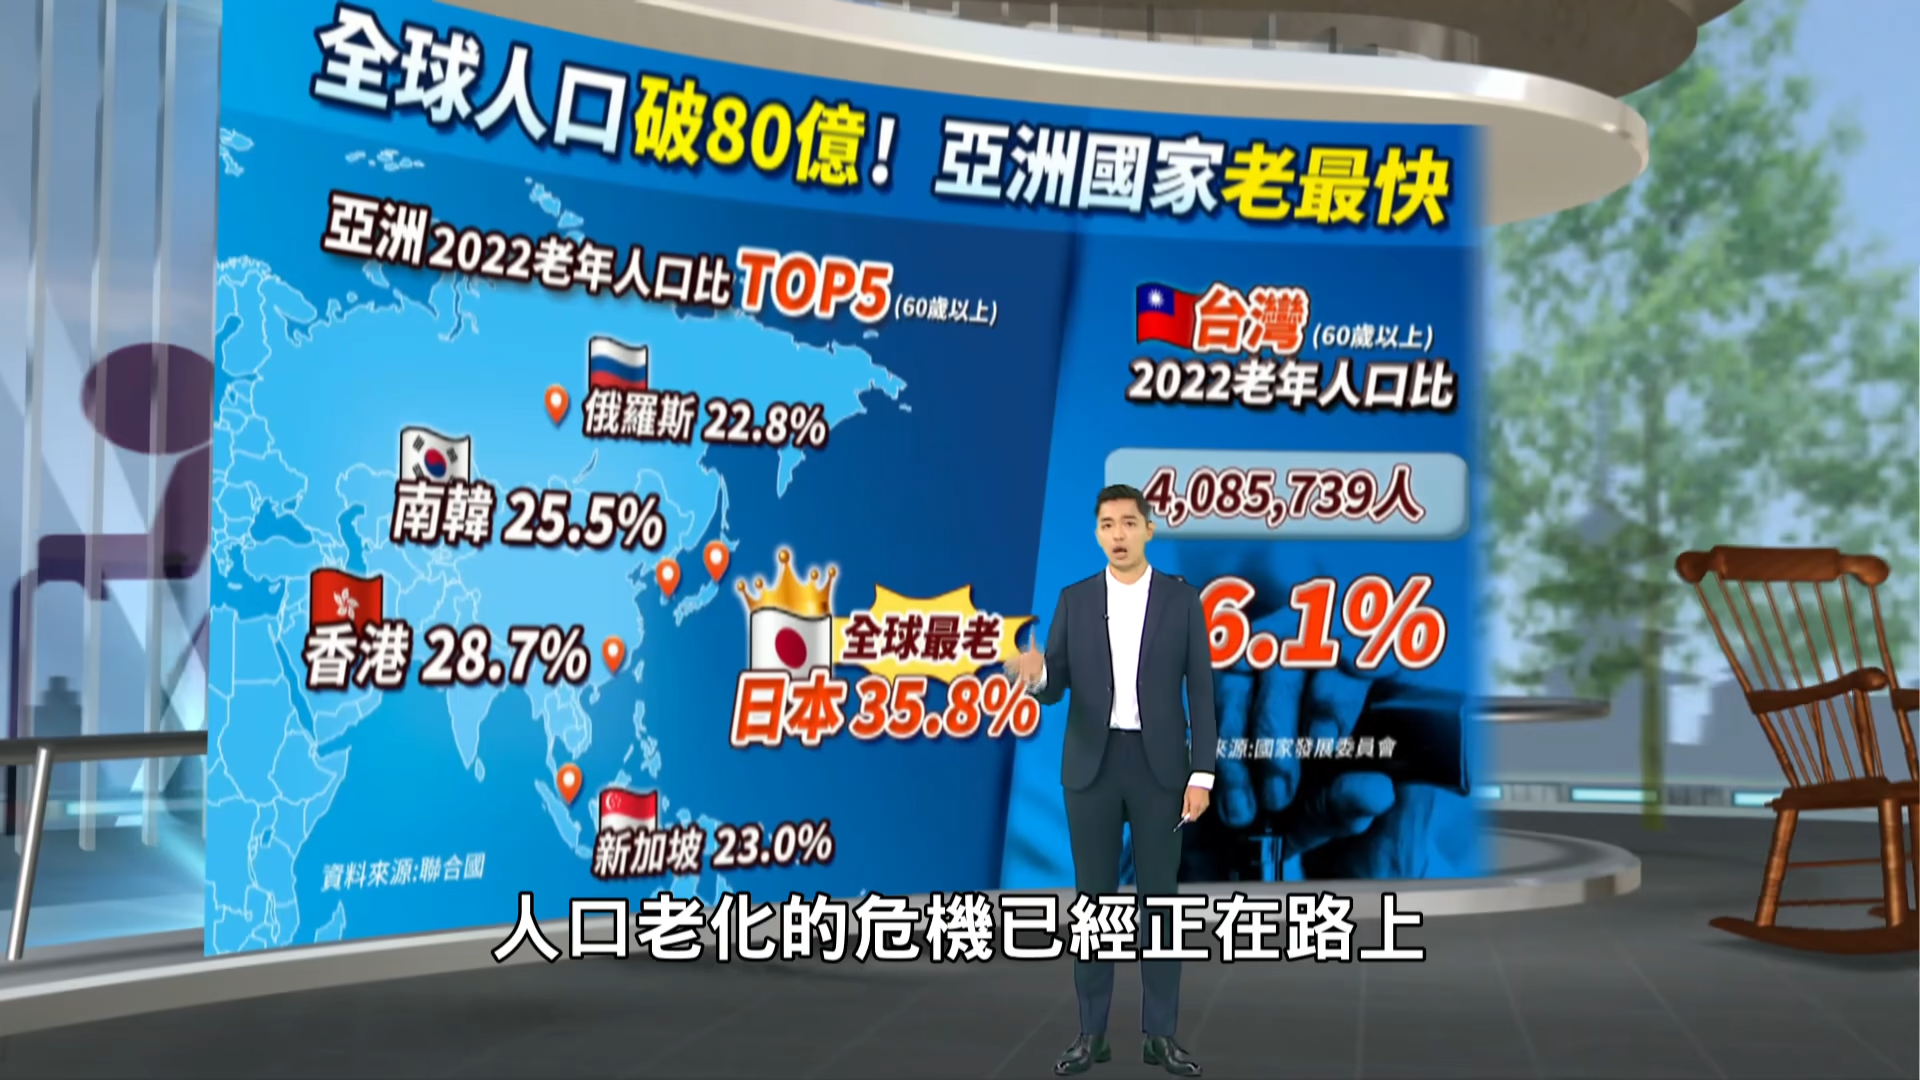 全球人口破80億! 亞洲國家老最快
亞洲2022老年人口比TOP5(60歲以上)
俄羅斯 22.8%
南韓 25.5%
香港 28.7%
全球最老
日本 35.8%
新加坡 23.0%
資料來源:聯合國
台灣(60歲以上)
2022老年人口比
4,085,739人
6.1%
來源:國家發展委員會
人口老化的危機已經正在路上